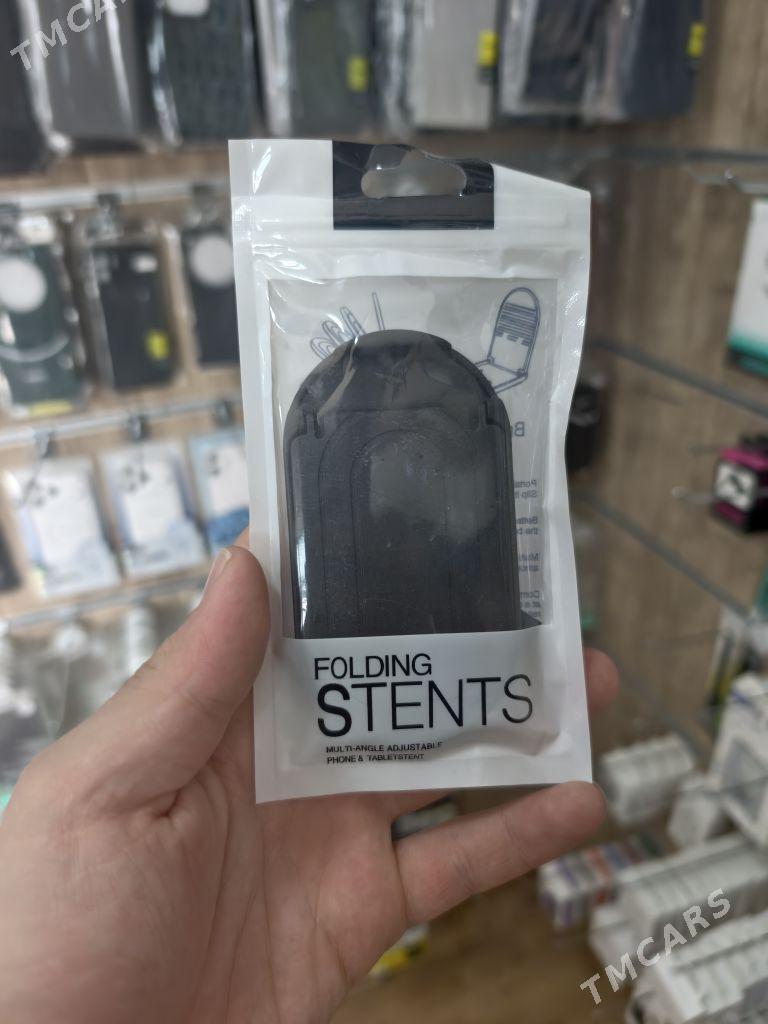 TMCARS
FOLDING
STENTS
MULTI-ANGLE ADJUSTABLE
PHONE & TABLETSTENT
TMCARS